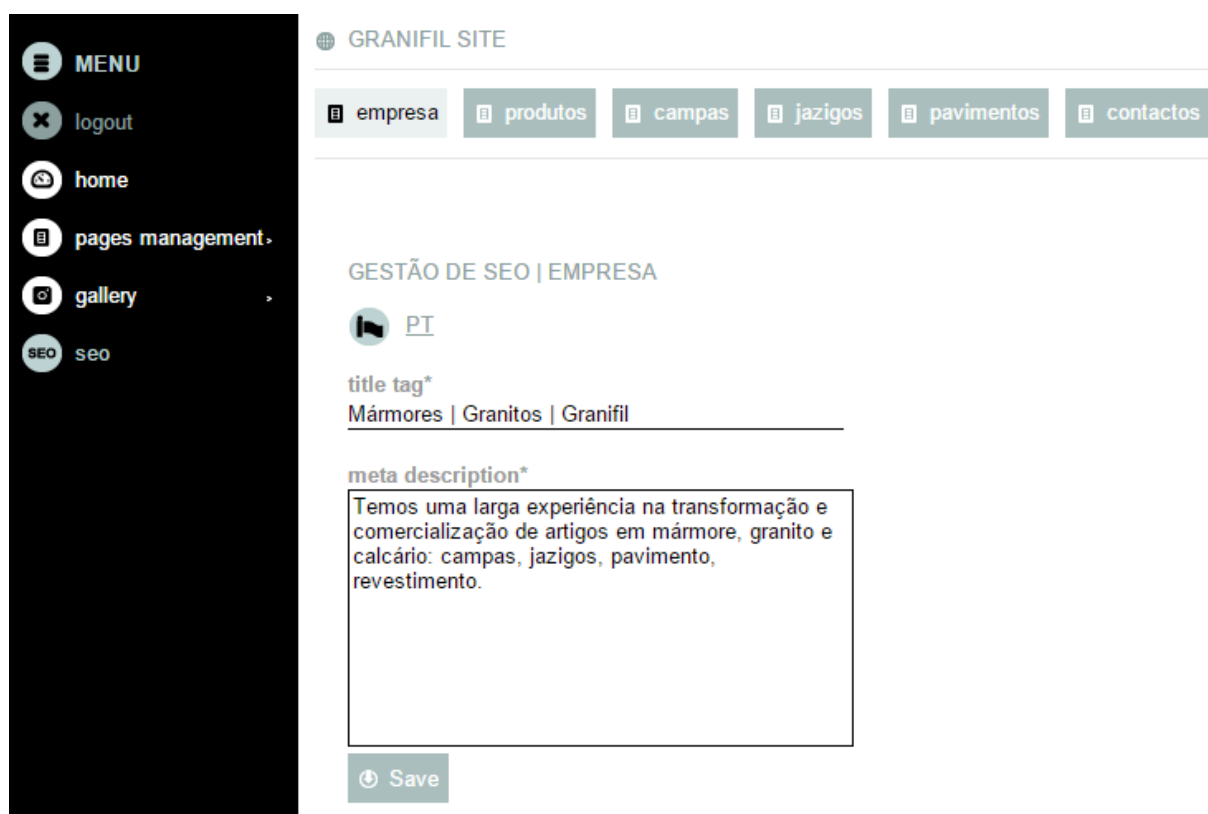 MENU
logout
home
pages management
gallery
SEO seo
GRANIFIL SITE
empresa produtos campas jazigos pavimentos contactos
GESTÃO DE SEO | EMPRESA
PT
title tag*
Mármores | Granitos | Granifil
meta description*
Temos uma larga experiência na transformação e
comercialização de artigos em mármore, granito e
calcário: campas, jazigos, pavimento,
revestimento.
Save